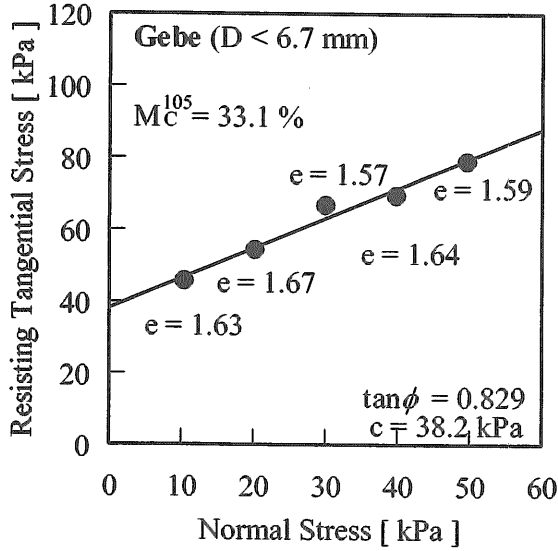 120
100
80
60
40
20
0
Resisting Tangential Stress [ kPa ]
Gebe (D < 6.7 mm)
Mc^105 = 33.1 %
e = 1.57
e = 1.59
e = 1.67
e = 1.64
e = 1.63
tanϕ = 0.829
c = 38.2 kPa
0 10 20 30 40 50 60
Normal Stress [ kPa ]